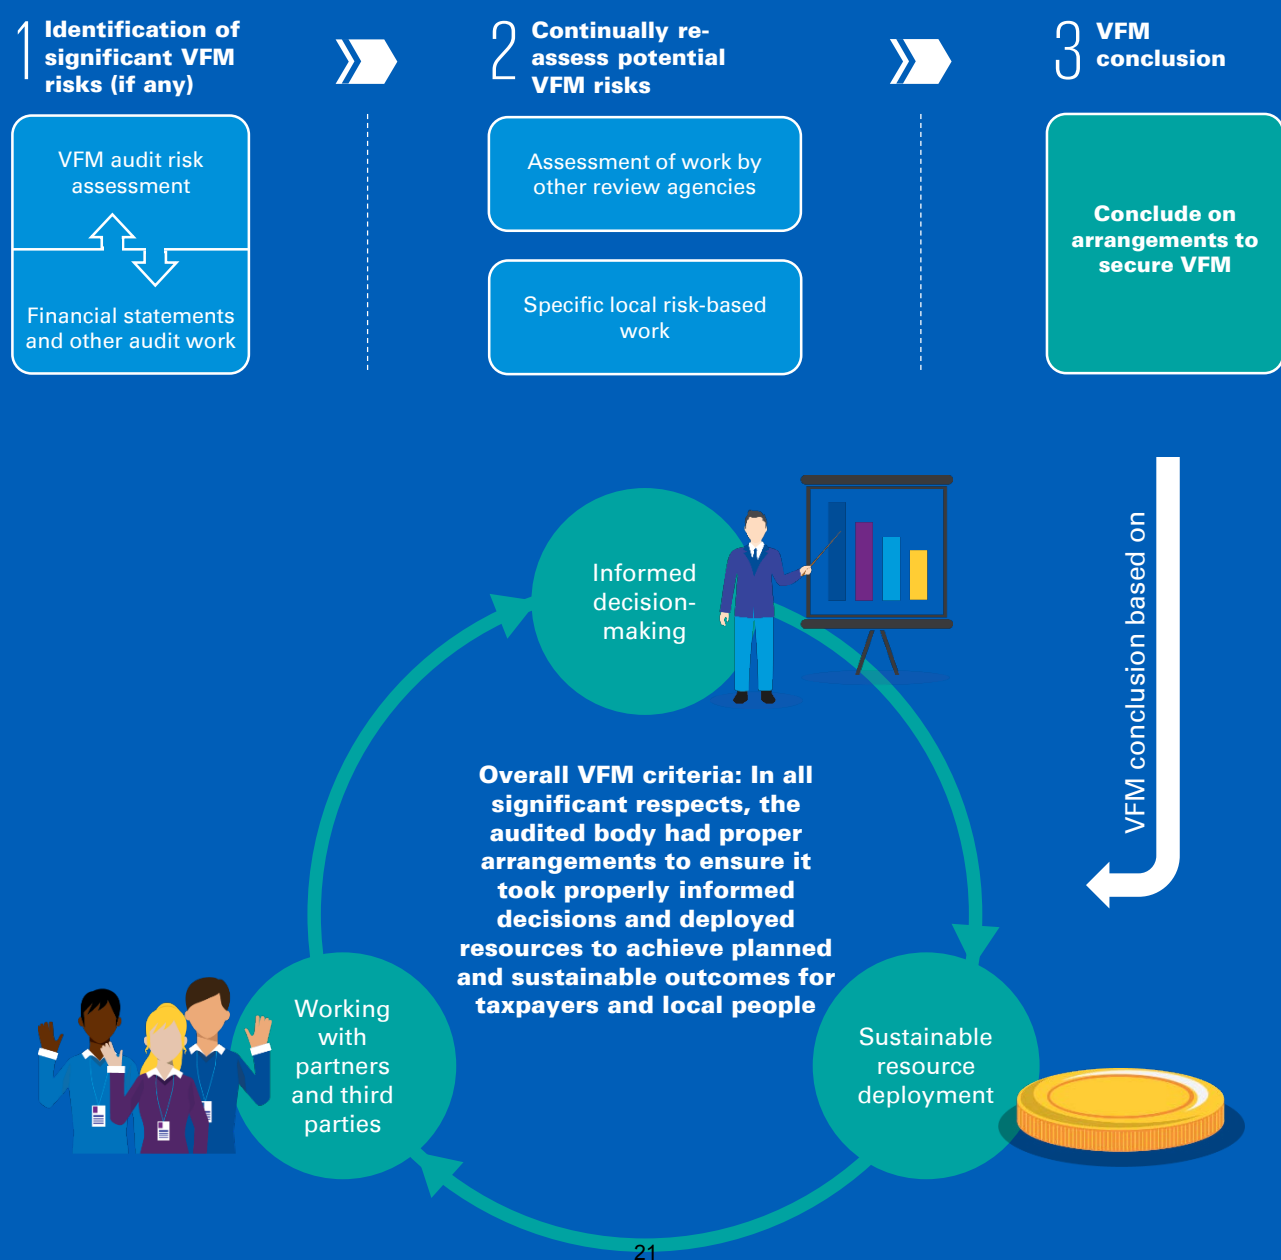 1
Identification of
significant VFM
risks (if any)
2
Continually re-
assess potential
VFM risks
3
VFM
conclusion
VFM audit risk
assessment
Financial statements
and other audit work
Assessment of work by
other review agencies
Specific local risk-based
work
Conclude on
arrangements to
secure VFM
VFM conclusion based on
Informed
decision-
making
Overall VFM criteria: In all
significant respects, the
audited body had proper
arrangements to ensure it
took properly informed
decisions and deployed
resources to achieve planned
and sustainable outcomes for
taxpayers and local people
Working
with
partners
and third
parties
Sustainable
resource
deployment
21